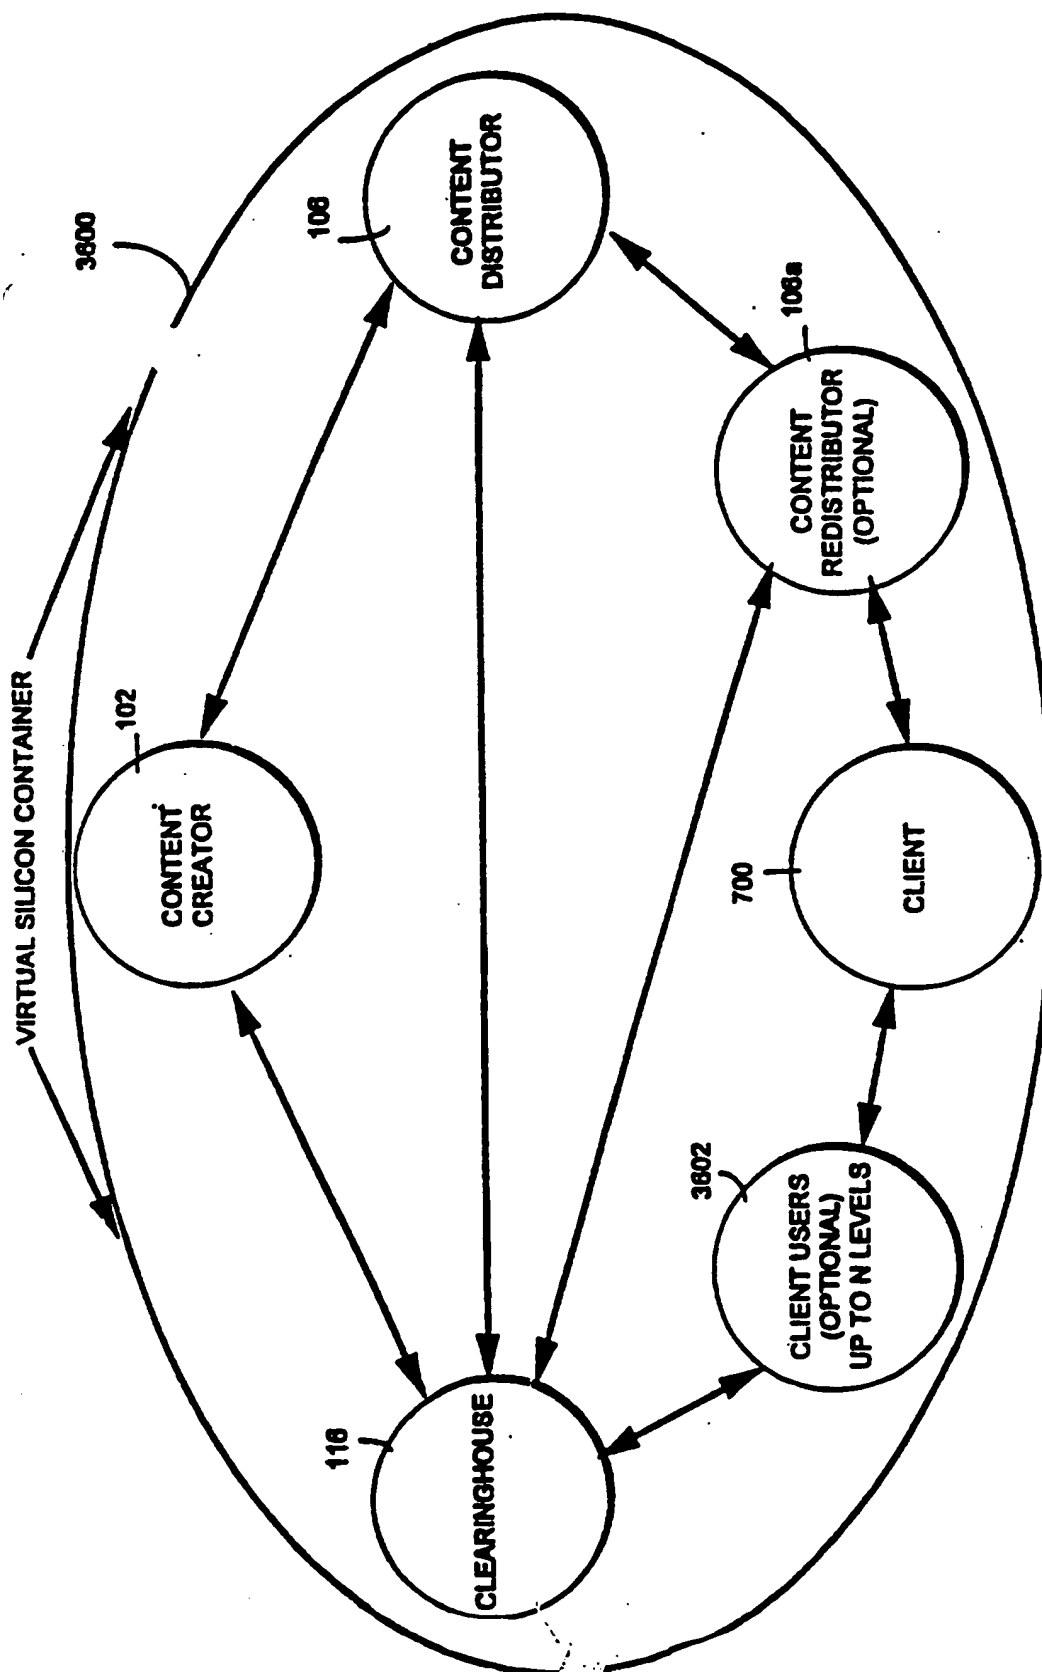 VIRTUAL SILICON CONTAINER
3600
102
CONTENT
CREATOR
106
CONTENT
DISTRIBUTOR
116
CLEARINGHOUSE
106a
CONTENT
REDISTRIBUTOR
(OPTIONAL)
700
CLIENT
3602
CLIENT USERS
(OPTIONAL)
UP TO N LEVELS